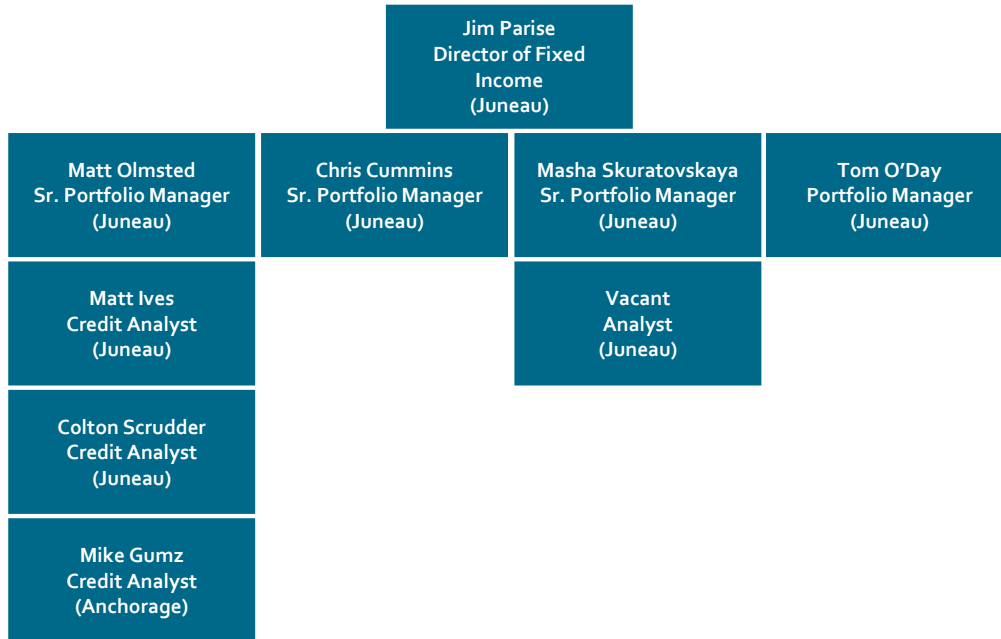 Jim Parise
Director of Fixed
Income
(Juneau)
Matt Olmsted
Sr. Portfolio Manager
(Juneau)
Chris Cummins
Sr. Portfolio Manager
(Juneau)
Masha Skuratovskaya
Sr. Portfolio Manager
(Juneau)
Tom O’Day
Portfolio Manager
(Juneau)
Matt Ives
Credit Analyst
(Juneau)
Vacant
Analyst
(Juneau)
Colton Scrudder
Credit Analyst
(Juneau)
Mike Gumz
Credit Analyst
(Anchorage)